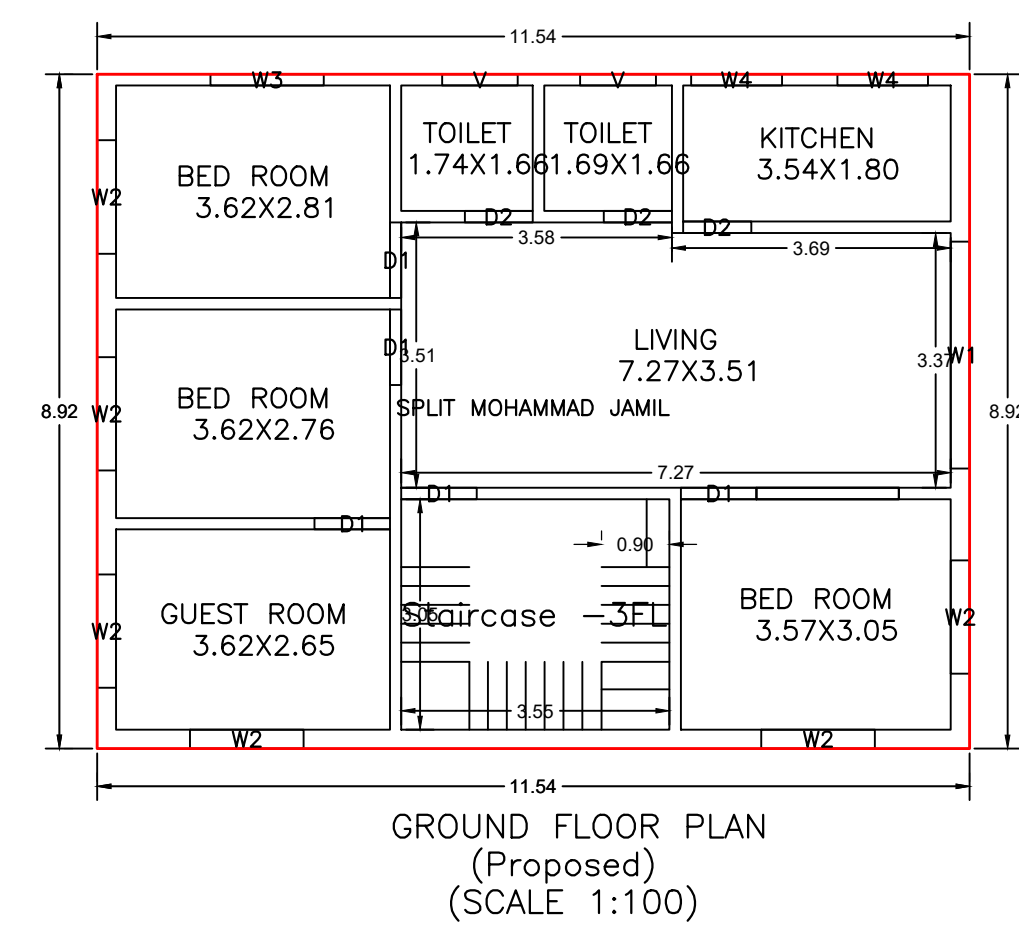 11.54
W3
V
V
W4
W4
TOILET
1.74X1.66
TOILET
1.69X1.66
KITCHEN
3.54X1.80
BED ROOM
3.62X2.81
W2
D2
D2
D2
3.58
3.69
D1
LIVING
7.27X3.51
D1
3.51
3.37
W1
BED ROOM
3.62X2.76
SPLIT MOHAMMAD JAMIL
8.92
W2
8.92
7.27
D1
D1
D1
0.90
GUEST ROOM
3.62X2.65
W2
3.05
Staircase -3FL
BED ROOM
3.57X3.05
W2
3.55
W2
W2
11.54
GROUND FLOOR PLAN
(Proposed)
(SCALE 1:100)